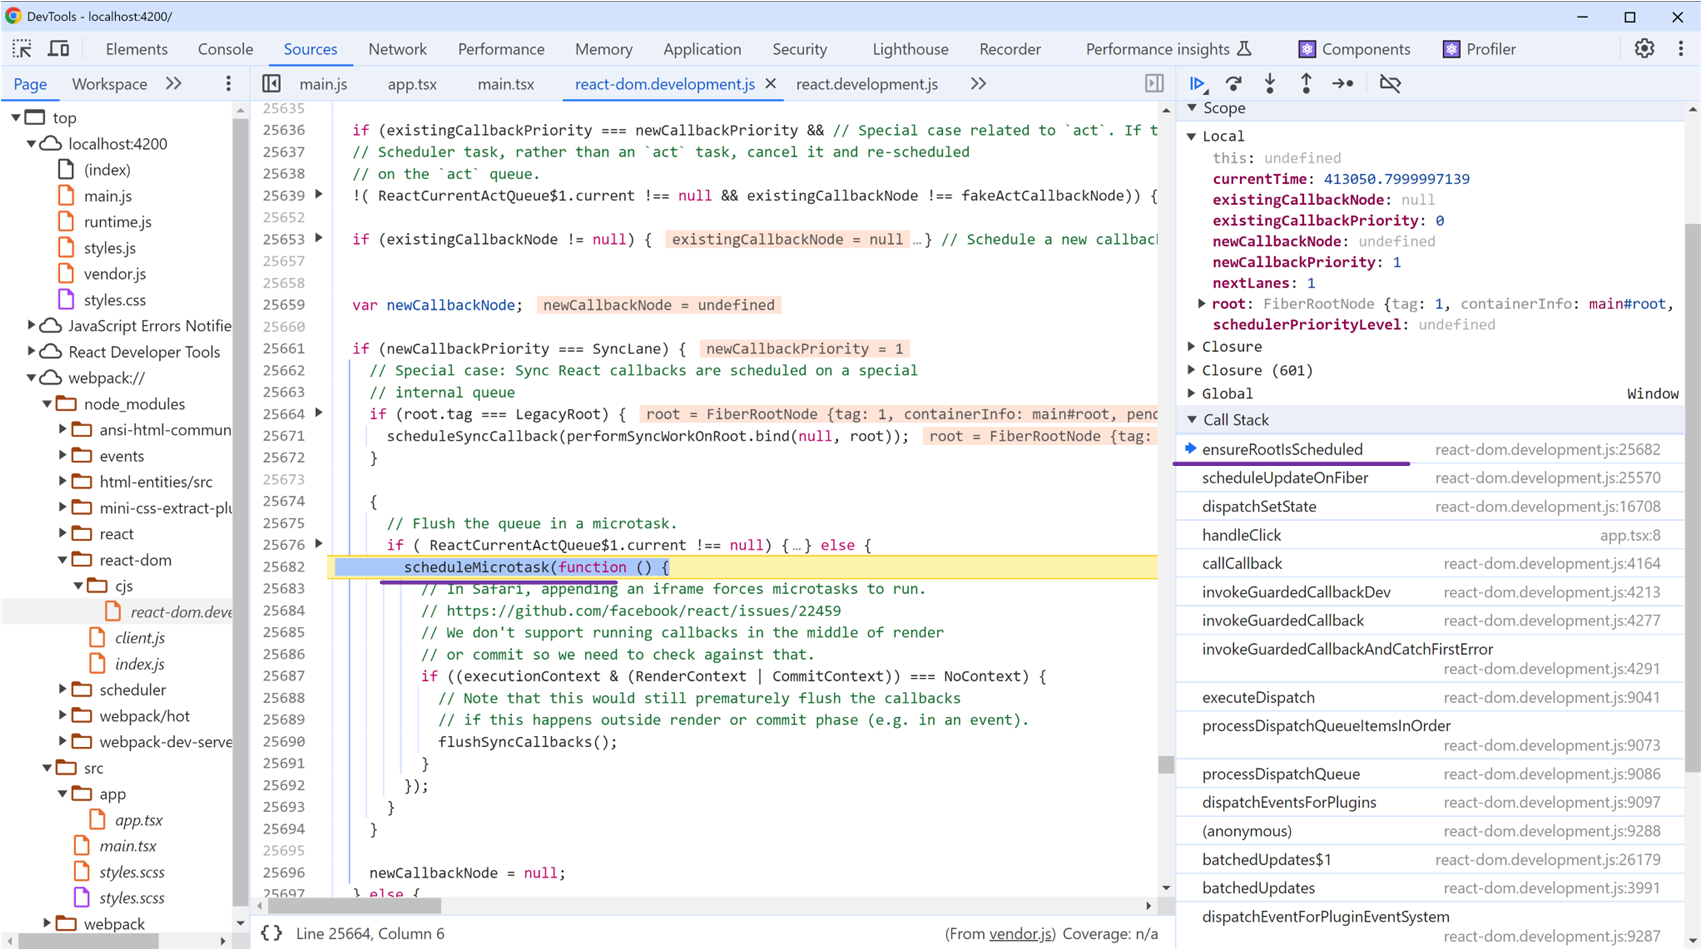 DevTools - localhost:4200/
Elements Console Sources Network Performance Memory Application Security Lighthouse Recorder Performance insights Components Profiler
Page Workspace
main.js app.tsx main.tsx react-dom.development.js react.development.js
top
localhost:4200
(index)
main.js
runtime.js
styles.js
vendor.js
styles.css
JavaScript Errors Notifie
React Developer Tools
webpack://
node_modules
ansi-html-commun
events
html-entities/src
mini-css-extract-plu
react
react-dom
cjs
react-dom.deve
client.js
index.js
scheduler
webpack/hot
webpack-dev-serve
src
app
app.tsx
main.tsx
styles.scss
styles.scss
webpack
25635
25636 if (existingCallbackPriority === newCallbackPriority && // Special case related to `act`. If t
25637 // Scheduler task, rather than an `act` task, cancel it and re-scheduled
25638 // on the `act` queue.
25639 !( ReactCurrentActQueue$1.current !== null && existingCallbackNode !== fakeActCallbackNode)) {
25652
25653 if (existingCallbackNode != null) { existingCallbackNode = null …} // Schedule a new callbac
25657
25658
25659 var newCallbackNode; newCallbackNode = undefined
25660
25661 if (newCallbackPriority === SyncLane) { newCallbackPriority = 1
25662 // Special case: Sync React callbacks are scheduled on a special
25663 // internal queue
25664 if (root.tag === LegacyRoot) { root = FiberRootNode {tag: 1, containerInfo: main#root, pend
25671 scheduleSyncCallback(performSyncWorkOnRoot.bind(null, root)); root = FiberRootNode {tag:
25672 }
25673
25674 {
25675 // Flush the queue in a microtask.
25676 if ( ReactCurrentActQueue$1.current !== null) {…} else {
25682 scheduleMicrotask(function () {
25683 // In Safari, appending an iframe forces microtasks to run.
25684 // https://github.com/facebook/react/issues/22459
25685 // We don't support running callbacks in the middle of render
25686 // or commit so we need to check against that.
25687 if ((executionContext & (RenderContext | CommitContext)) === NoContext) {
25688 // Note that this would still prematurely flush the callbacks
25689 // if this happens outside render or commit phase (e.g. in an event).
25690 flushSyncCallbacks();
25691 }
25692 });
25693 }
25694 }
25695
25696 newCallbackNode = null;
25697 } else {
{} Line 25664, Column 6 (From vendor.js) Coverage: n/a
Scope
Local
this: undefined
currentTime: 413050.7999997139
existingCallbackNode: null
existingCallbackPriority: 0
newCallbackNode: undefined
newCallbackPriority: 1
nextLanes: 1
root: FiberRootNode {tag: 1, containerInfo: main#root,
schedulerPriorityLevel: undefined
Closure
Closure (601)
Global Window
Call Stack
ensureRootIsScheduled react-dom.development.js:25682
scheduleUpdateOnFiber react-dom.development.js:25570
dispatchSetState react-dom.development.js:16708
handleClick app.tsx:8
callCallback react-dom.development.js:4164
invokeGuardedCallbackDev react-dom.development.js:4213
invokeGuardedCallback react-dom.development.js:4277
invokeGuardedCallbackAndCatchFirstError
react-dom.development.js:4291
executeDispatch react-dom.development.js:9041
processDispatchQueueItemsInOrder
react-dom.development.js:9073
processDispatchQueue react-dom.development.js:9086
dispatchEventsForPlugins react-dom.development.js:9097
(anonymous) react-dom.development.js:9288
batchedUpdates$1 react-dom.development.js:26179
batchedUpdates react-dom.development.js:3991
dispatchEventForPluginEventSystem
react-dom.development.js:9287